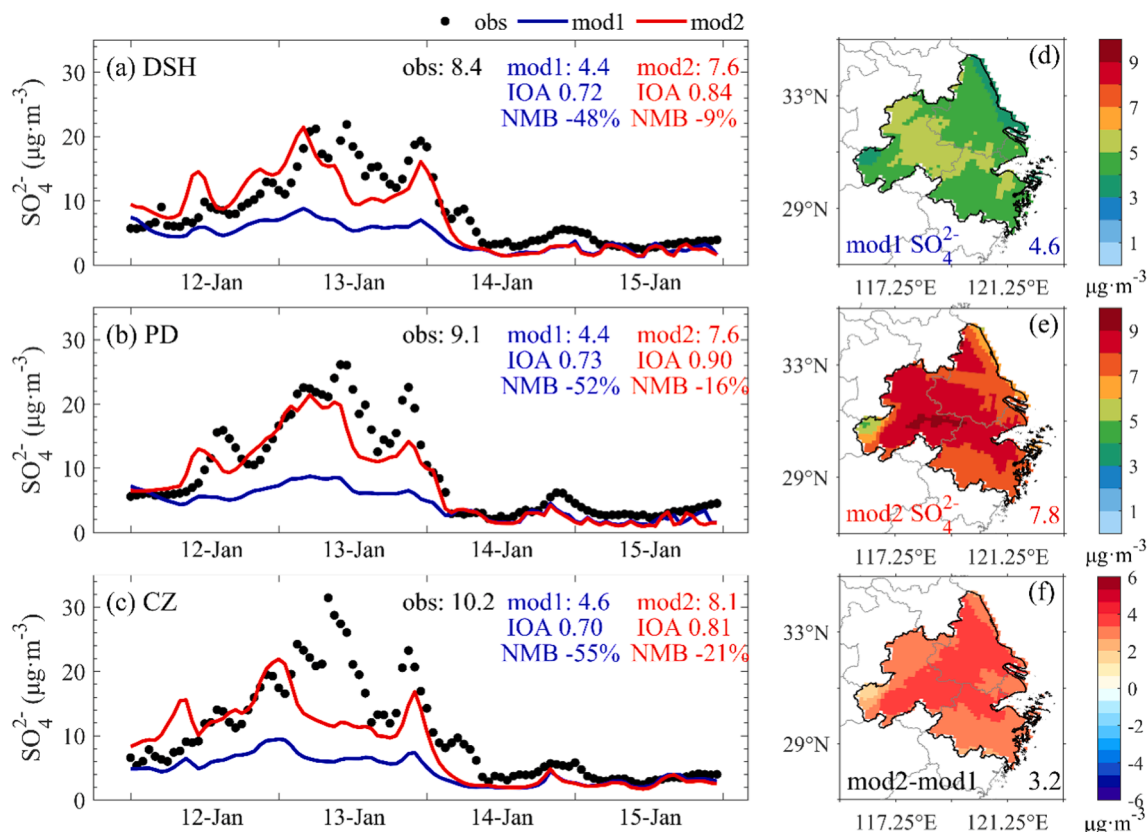 obs mod1 mod2
(a) DSH
obs: 8.4
mod1: 4.4
IOA 0.72
NMB -48%
mod2: 7.6
IOA 0.84
NMB -9%
SO₄²⁻ (μg·m⁻³)
30
20
10
0
12-Jan 13-Jan 14-Jan 15-Jan
(b) PD
obs: 9.1
mod1: 4.4
IOA 0.73
NMB -52%
mod2: 7.6
IOA 0.90
NMB -16%
SO₄²⁻ (μg·m⁻³)
30
20
10
0
12-Jan 13-Jan 14-Jan 15-Jan
(c) CZ
obs: 10.2
mod1: 4.6
IOA 0.70
NMB -55%
mod2: 8.1
IOA 0.81
NMB -21%
SO₄²⁻ (μg·m⁻³)
30
20
10
0
12-Jan 13-Jan 14-Jan 15-Jan
(d)
33°N
29°N
mod1 SO₄²⁻
4.6
117.25°E 121.25°E
9
7
5
3
1
μg·m⁻³
(e)
33°N
29°N
mod2 SO₄²⁻
7.8
117.25°E 121.25°E
9
7
5
3
1
μg·m⁻³
(f)
33°N
29°N
mod2-mod1
3.2
117.25°E 121.25°E
6
4
2
0
-2
-4
-6
μg·m⁻³